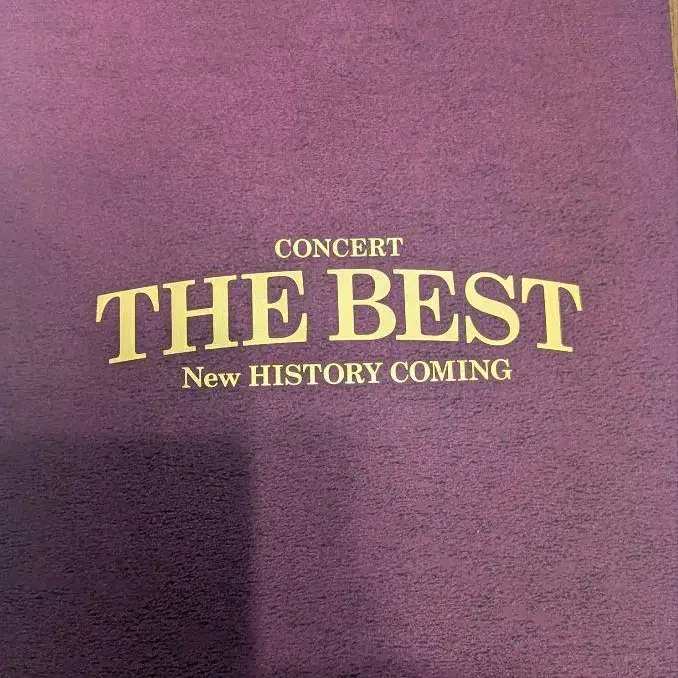 CONCERT
THE BEST
New HISTORY COMING